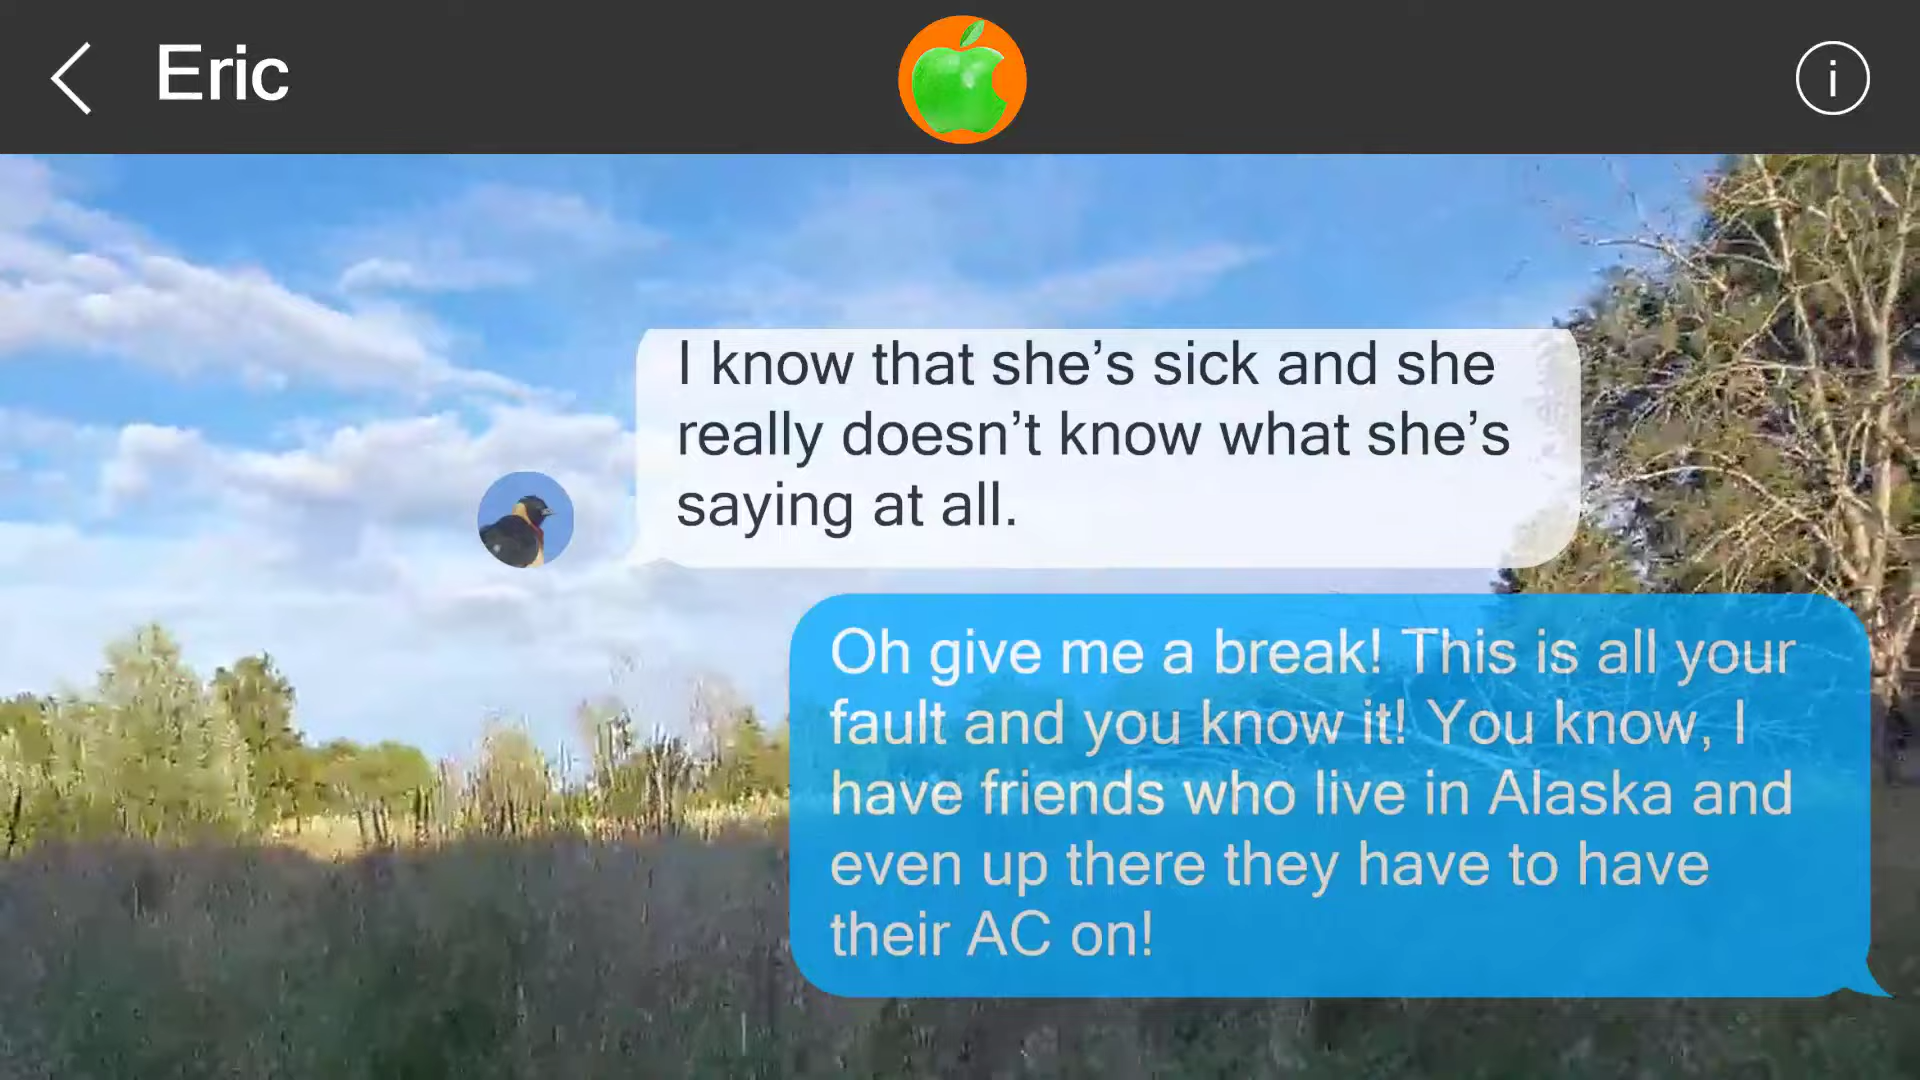 Eric
i
I know that she’s sick and she
really doesn’t know what she’s
saying at all.
Oh give me a break! This is all your
fault and you know it! You know, I
have friends who live in Alaska and
even up there they have to have
their AC on!